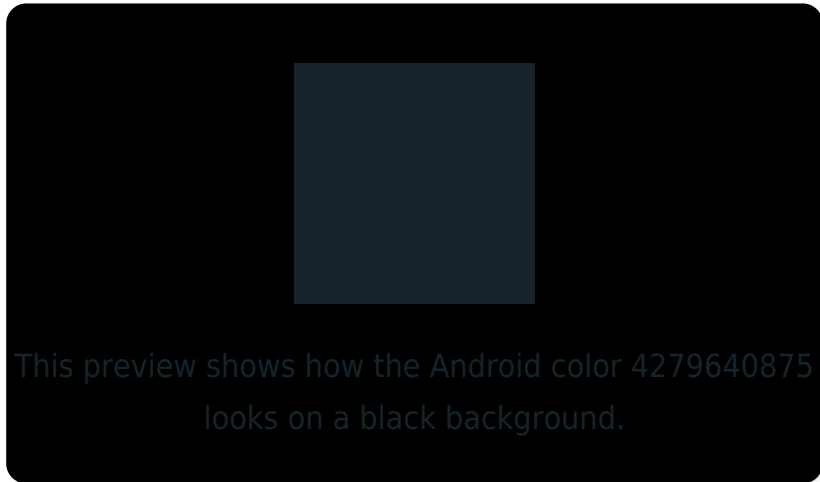 This preview shows how the Android color 4279640875
looks on a black background.